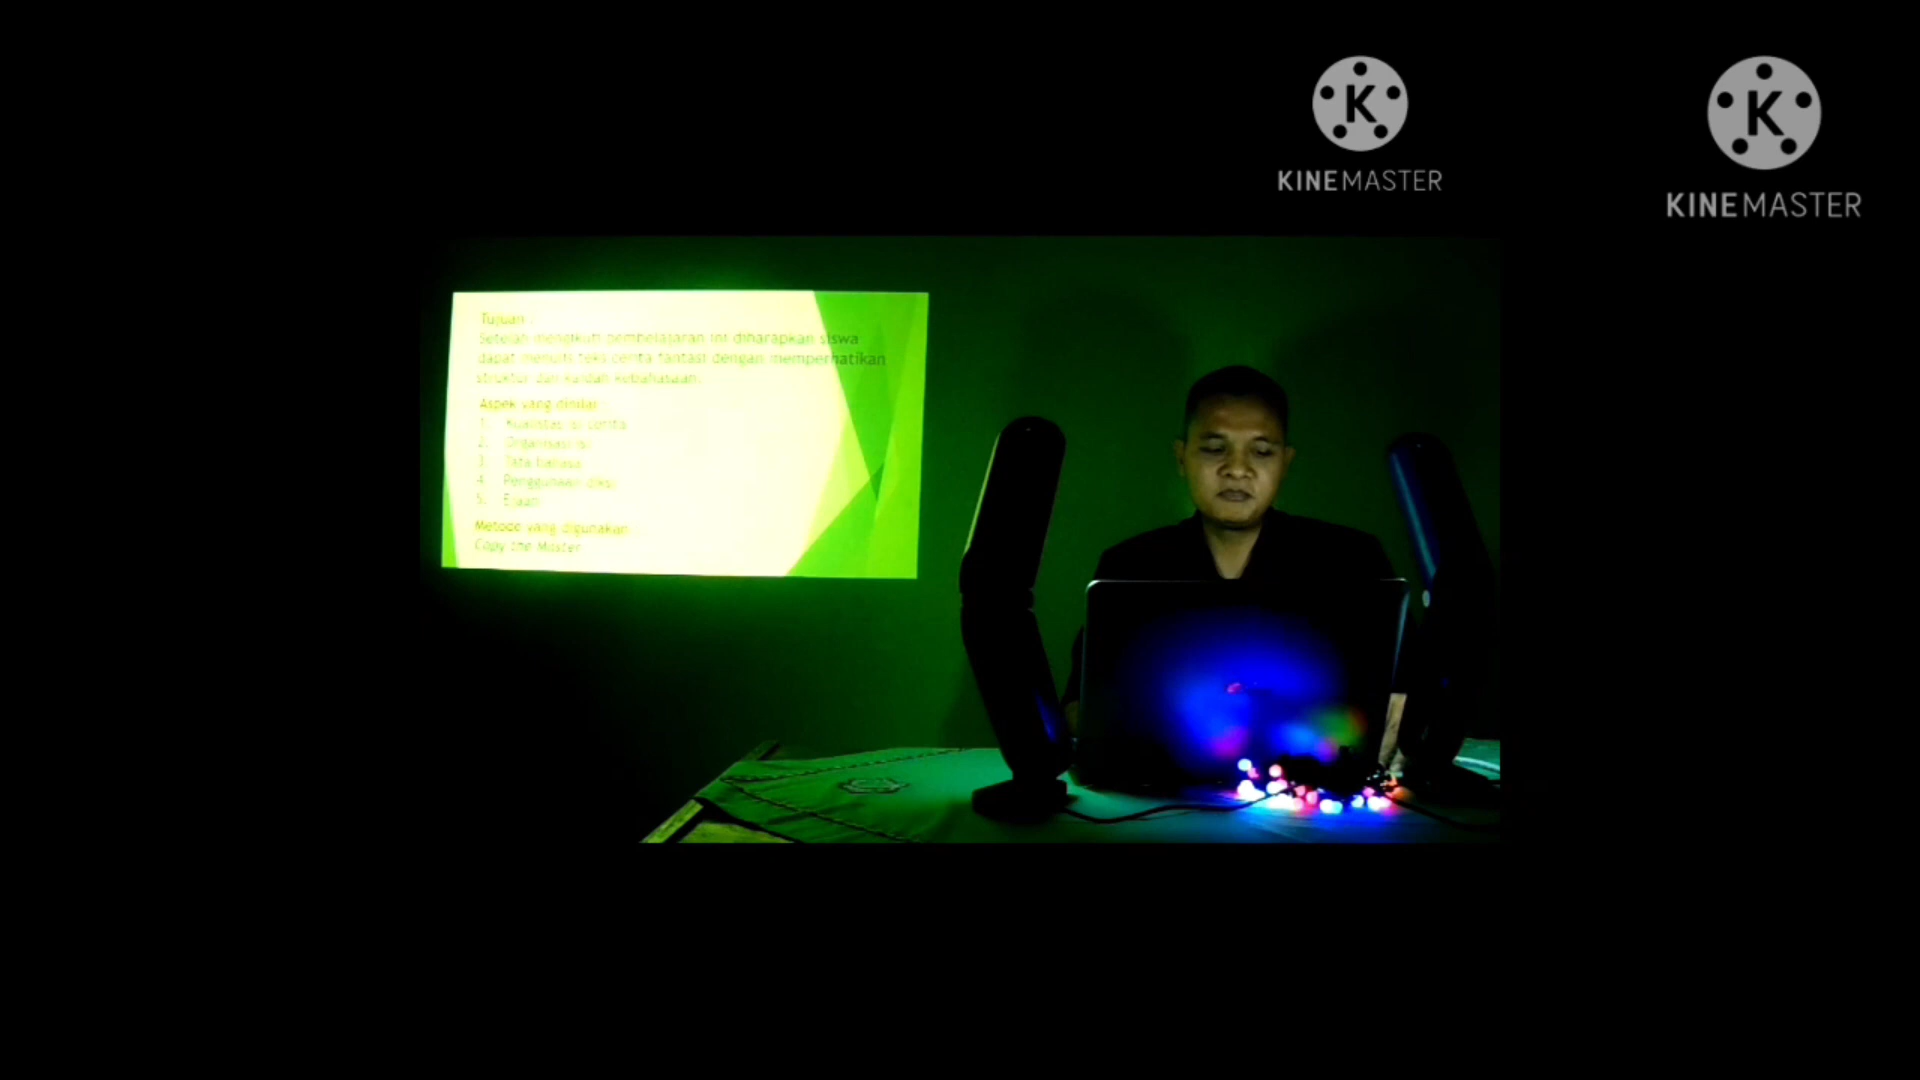 K
KINEMASTER
K
KINEMASTER
Tujuan :
Setelah mengikuti pembelajaran ini diharapkan siswa
dapat menulis teks cerita fantasi dengan memperhatikan
struktur dan kaidah kebahasaan.
Aspek yang dinilai :
1. Kualitas isi cerita
2. Organisasi isi
3. Tata bahasa
4. Penggunaan diksi
5. Ejaan
Metode yang digunakan
Copy the Master